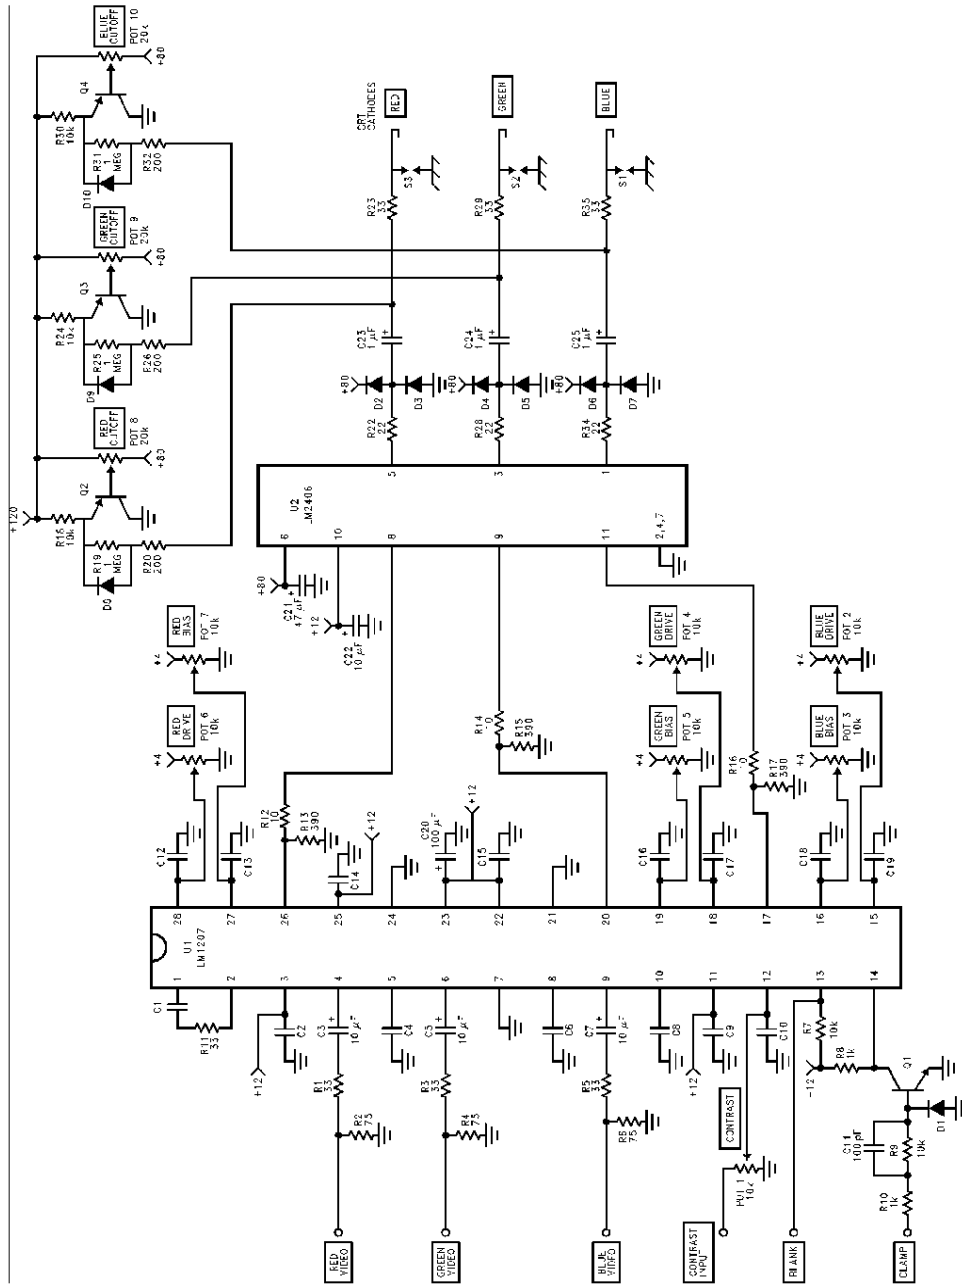 BLUE
CUTOFF
POT 10
20k
+80
Q4
R30
10k
R31
1
MEG
R32
200
D10
GREEN
CUTOFF
POT 9
20k
+80
Q3
R24
10k
R25
1
MEG
R26
200
D9
RED
CUTOFF
POT 8
20k
+80
Q2
+120
R18
10k
R19
1
MEG
R20
200
D8
CRT
CATHODES
RED
GREEN
BLUE
S3
S2
S1
R23
33
R29
33
R35
33
C23
1 µF
+
C24
1 µF
+
C25
1 µF
+
+80
D2
D3
+80
D4
D5
+80
D6
D7
R22
22
R28
22
R34
22
5
3
1
U2
LM2406
6
10
8
9
11
2,4,7
+80
+
C21
47 µF
+12
+
C22
10 µF
RED
BIAS
POT 7
10k
+4
RED
DRIVE
POT 6
10k
+4
GREEN
DRIVE
POT 4
10k
+4
GREEN
BIAS
POT 5
10k
+4
BLUE
DRIVE
POT 2
10k
+4
BLUE
BIAS
POT 3
10k
+4
R12
10
R13
390
R14
10
R15
390
R16
10
R17
390
C12
C13
C14
+12
C20
100 µF
+
+12
C15
C16
C17
C18
C19
28
27
26
25
24
23
22
21
20
19
18
17
16
15
U1
LM1207
1
2
3
4
5
6
7
8
9
10
11
12
13
14
C1
R11
33
C2
+12
C3
10 µF
+
C4
C5
10 µF
+
C6
C7
10 µF
+
C8
C9
+12
C10
R1
33
R2
75
R3
33
R4
75
R5
33
R6
75
CONTRAST
POT 1
10k
R7
10k
R8
1k
+12
Q1
D1
C11
100 pF
R9
10k
R10
1k
RED
VIDEO
GREEN
VIDEO
BLUE
VIDEO
CONTRAST
INPUT
BLANK
CLAMP